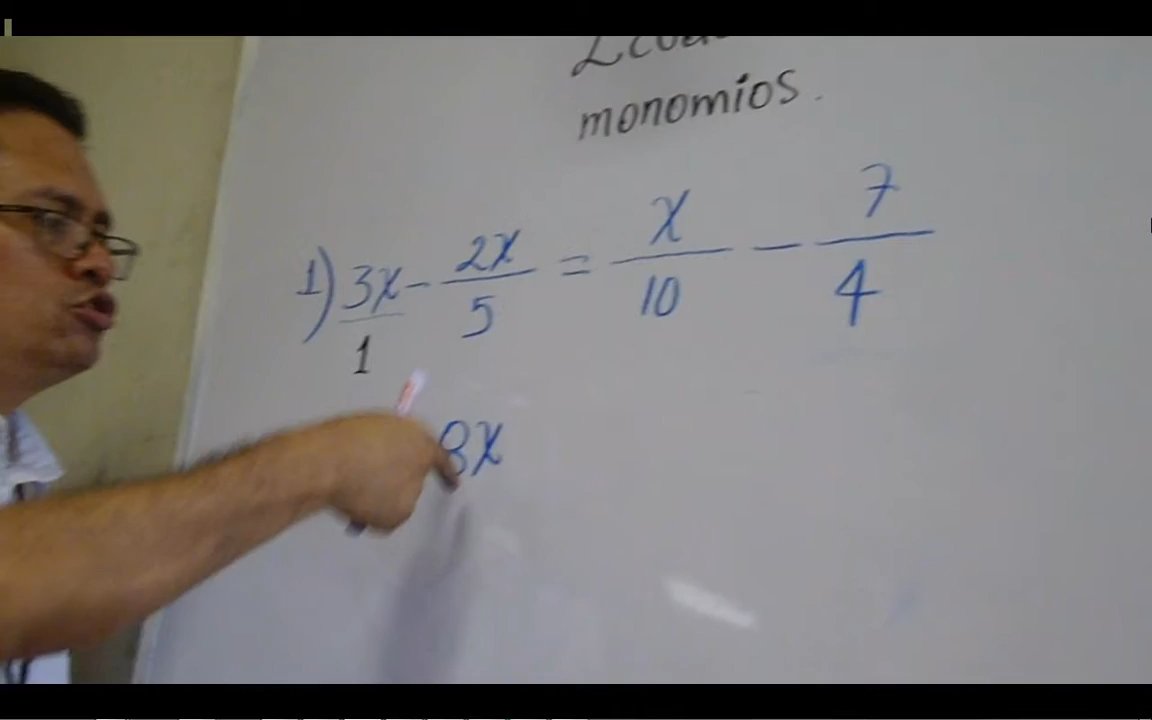 monomios.
1) 3x/1 - 2x/5 = x/10 - 7/4
8x